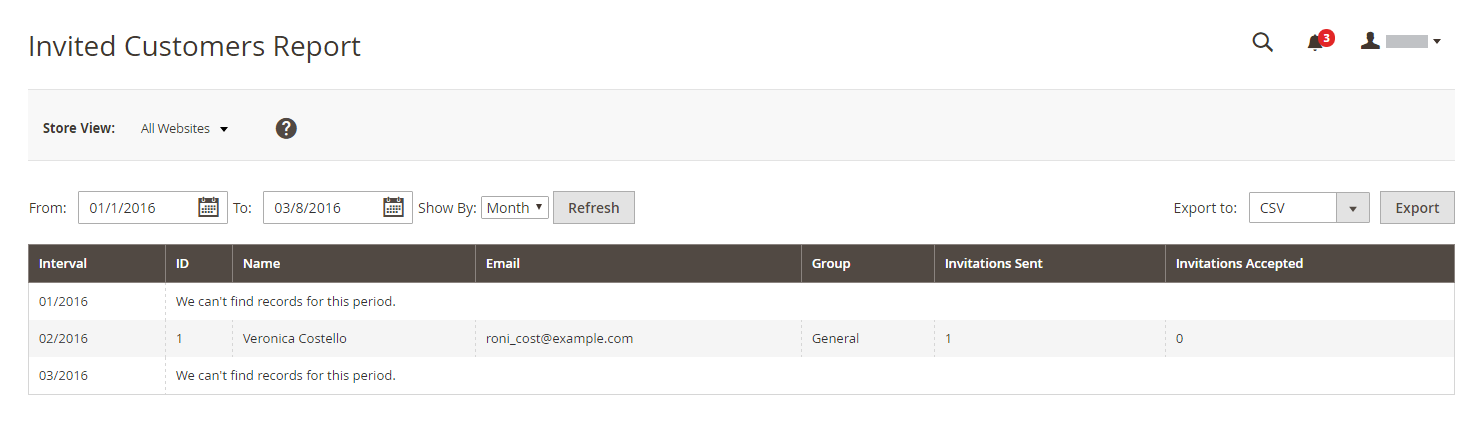 Invited Customers Report
3
Store View: All Websites ?
From: 01/1/2016 To: 03/8/2016 Show By: Month Refresh Export to: CSV Export
Interval ID Name Email Group Invitations Sent Invitations Accepted
01/2016 We can't find records for this period.
02/2016 1 Veronica Costello roni_cost@example.com General 1 0
03/2016 We can't find records for this period.